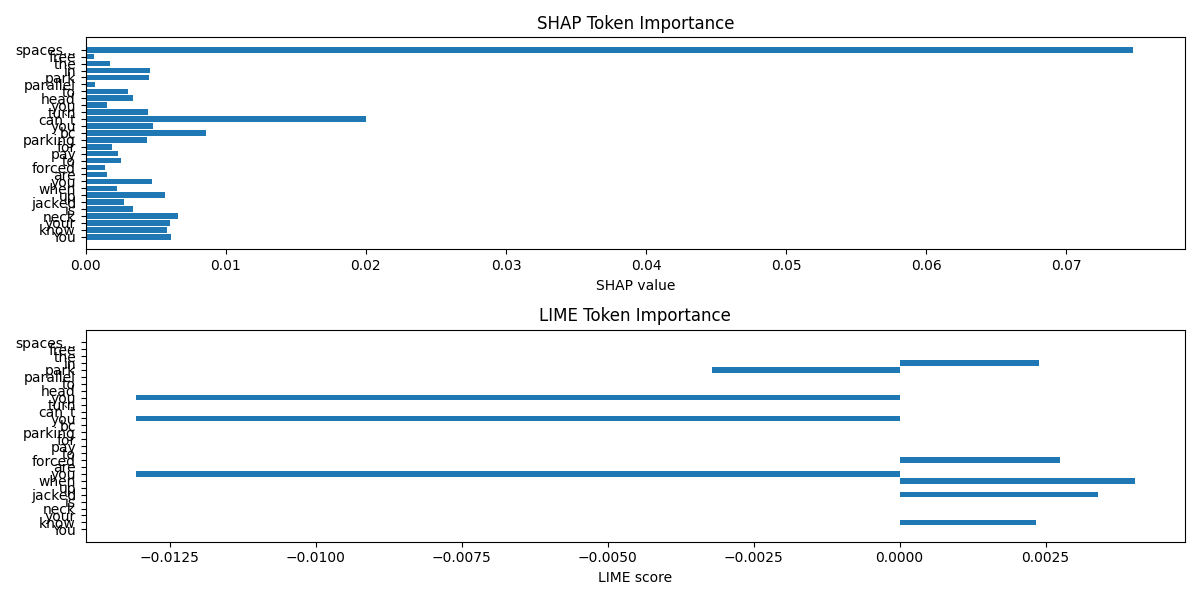 SHAP Token Importance
spaces...
free
the
in
park
parallel
to
head
you
turn
can't
you
bc
parking
for
pay
to
forced
are
you
when
up
jacked
is
neck
your
know
You
0.00 0.01 0.02 0.03 0.04 0.05 0.06 0.07
SHAP value
LIME Token Importance
spaces...
free
the
in
park
parallel
to
head
you
turn
can't
you
bc
parking
for
pay
to
forced
are
you
when
up
jacked
is
neck
your
know
You
−0.0125 −0.0100 −0.0075 −0.0050 −0.0025 0.0000 0.0025
LIME score